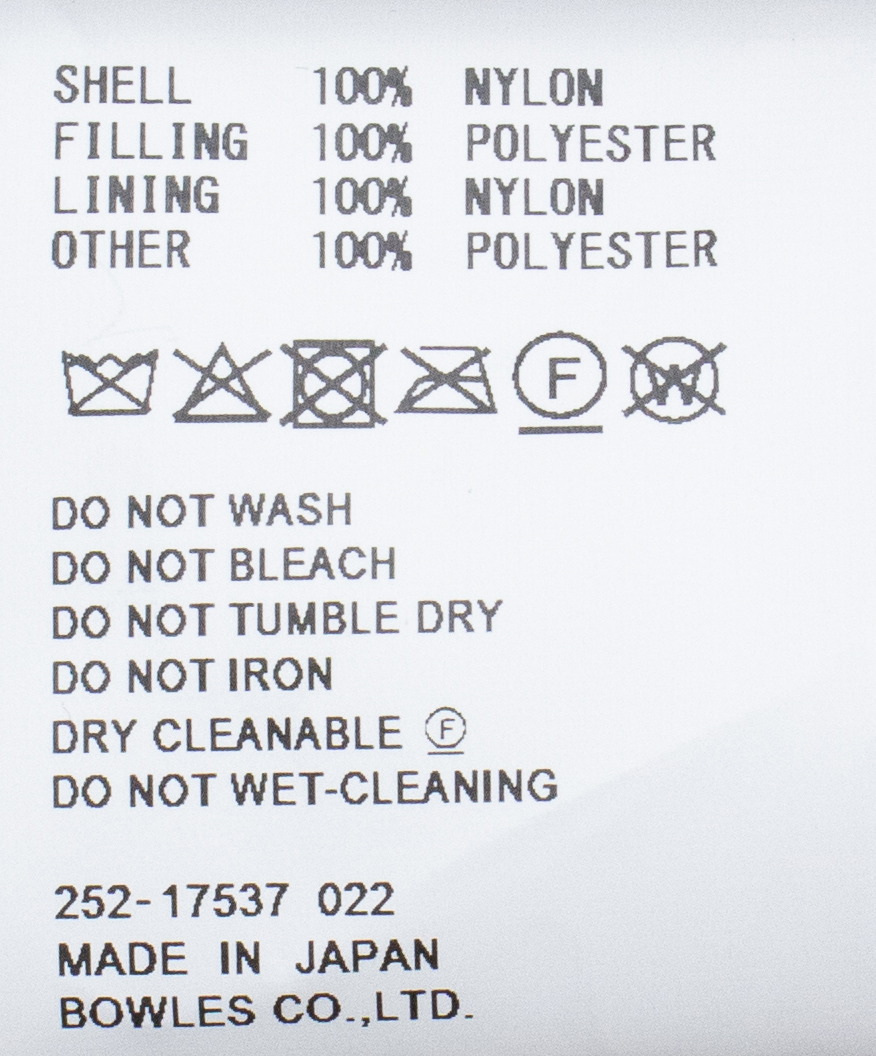 SHELL 100% NYLON
FILLING 100% POLYESTER
LINING 100% NYLON
OTHER 100% POLYESTER
F W
DO NOT WASH
DO NOT BLEACH
DO NOT TUMBLE DRY
DO NOT IRON
DRY CLEANABLE Ⓕ
DO NOT WET-CLEANING
252-17537 022
MADE IN JAPAN
BOWLES CO.,LTD.